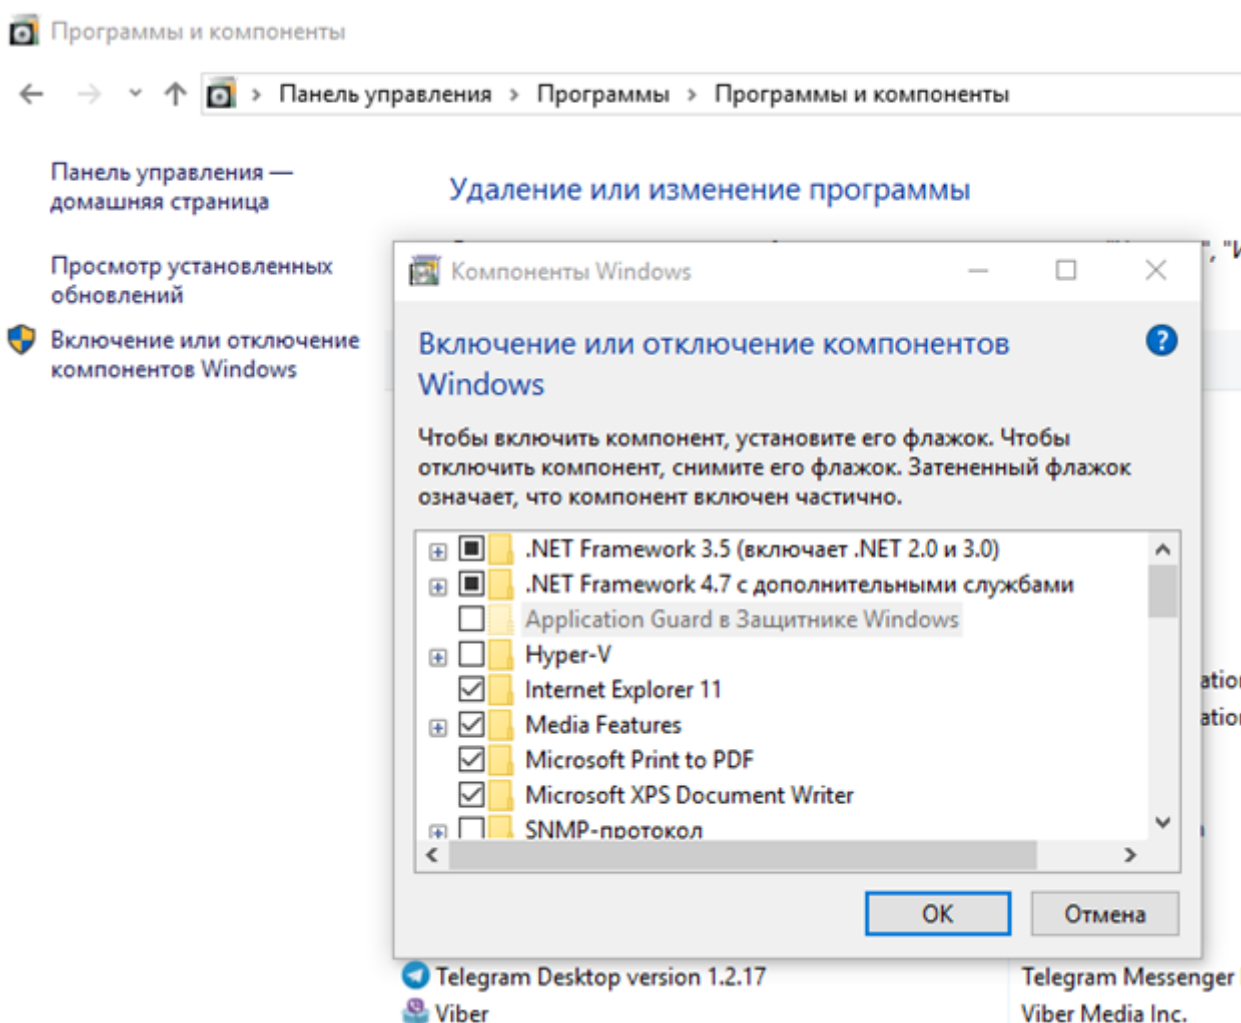 Программы и компоненты
Панель управления > Программы > Программы и компоненты
Панель управления —
домашняя страница
Просмотр установленных
обновлений
Включение или отключение
компонентов Windows
Удаление или изменение программы
Компоненты Windows
Включение или отключение компонентов
Windows
?
Чтобы включить компонент, установите его флажок. Чтобы
отключить компонент, снимите его флажок. Затененный флажок
означает, что компонент включен частично.
.NET Framework 3.5 (включает .NET 2.0 и 3.0)
.NET Framework 4.7 с дополнительными службами
Application Guard в Защитнике Windows
Hyper-V
Internet Explorer 11
Media Features
Microsoft Print to PDF
Microsoft XPS Document Writer
SNMP-протокол
OK
Отмена
Telegram Desktop version 1.2.17
Telegram Messenger
Viber
Viber Media Inc.